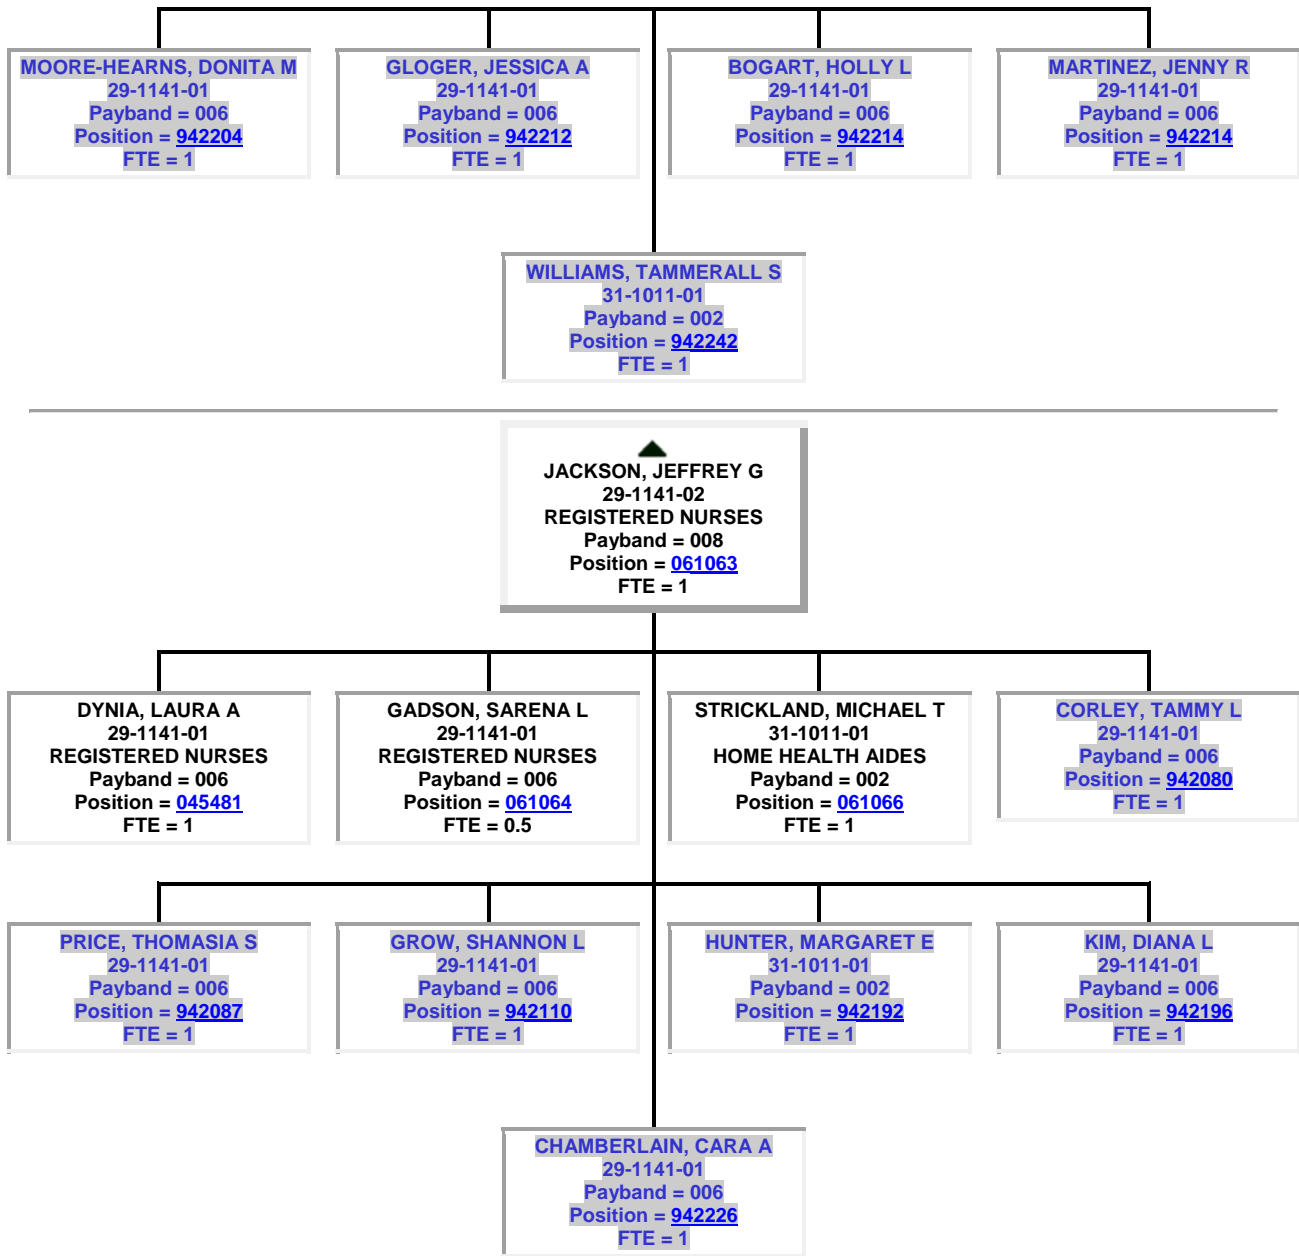 MOORE-HEARNS, DONITA M
29-1141-01
Payband = 006
Position = 942204
FTE = 1
GLOGER, JESSICA A
29-1141-01
Payband = 006
Position = 942212
FTE = 1
BOGART, HOLLY L
29-1141-01
Payband = 006
Position = 942214
FTE = 1
MARTINEZ, JENNY R
29-1141-01
Payband = 006
Position = 942214
FTE = 1
WILLIAMS, TAMMERALL S
31-1011-01
Payband = 002
Position = 942242
FTE = 1
JACKSON, JEFFREY G
29-1141-02
REGISTERED NURSES
Payband = 008
Position = 061063
FTE = 1
DYNIA, LAURA A
29-1141-01
REGISTERED NURSES
Payband = 006
Position = 045481
FTE = 1
GADSON, SARENA L
29-1141-01
REGISTERED NURSES
Payband = 006
Position = 061064
FTE = 0.5
STRICKLAND, MICHAEL T
31-1011-01
HOME HEALTH AIDES
Payband = 002
Position = 061066
FTE = 1
CORLEY, TAMMY L
29-1141-01
Payband = 006
Position = 942080
FTE = 1
PRICE, THOMASIA S
29-1141-01
Payband = 006
Position = 942087
FTE = 1
GROW, SHANNON L
29-1141-01
Payband = 006
Position = 942110
FTE = 1
HUNTER, MARGARET E
31-1011-01
Payband = 002
Position = 942192
FTE = 1
KIM, DIANA L
29-1141-01
Payband = 006
Position = 942196
FTE = 1
CHAMBERLAIN, CARA A
29-1141-01
Payband = 006
Position = 942226
FTE = 1